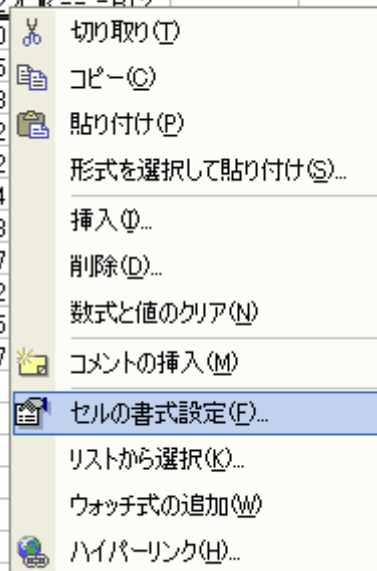 切り取り(T)
コピー(C)
貼り付け(P)
形式を選択して貼り付け(S)...
挿入(I)...
削除(D)...
数式と値のクリア(N)
コメントの挿入(M)
セルの書式設定(F)...
リストから選択(K)...
ウォッチ式の追加(W)
ハイパーリンク(H)...